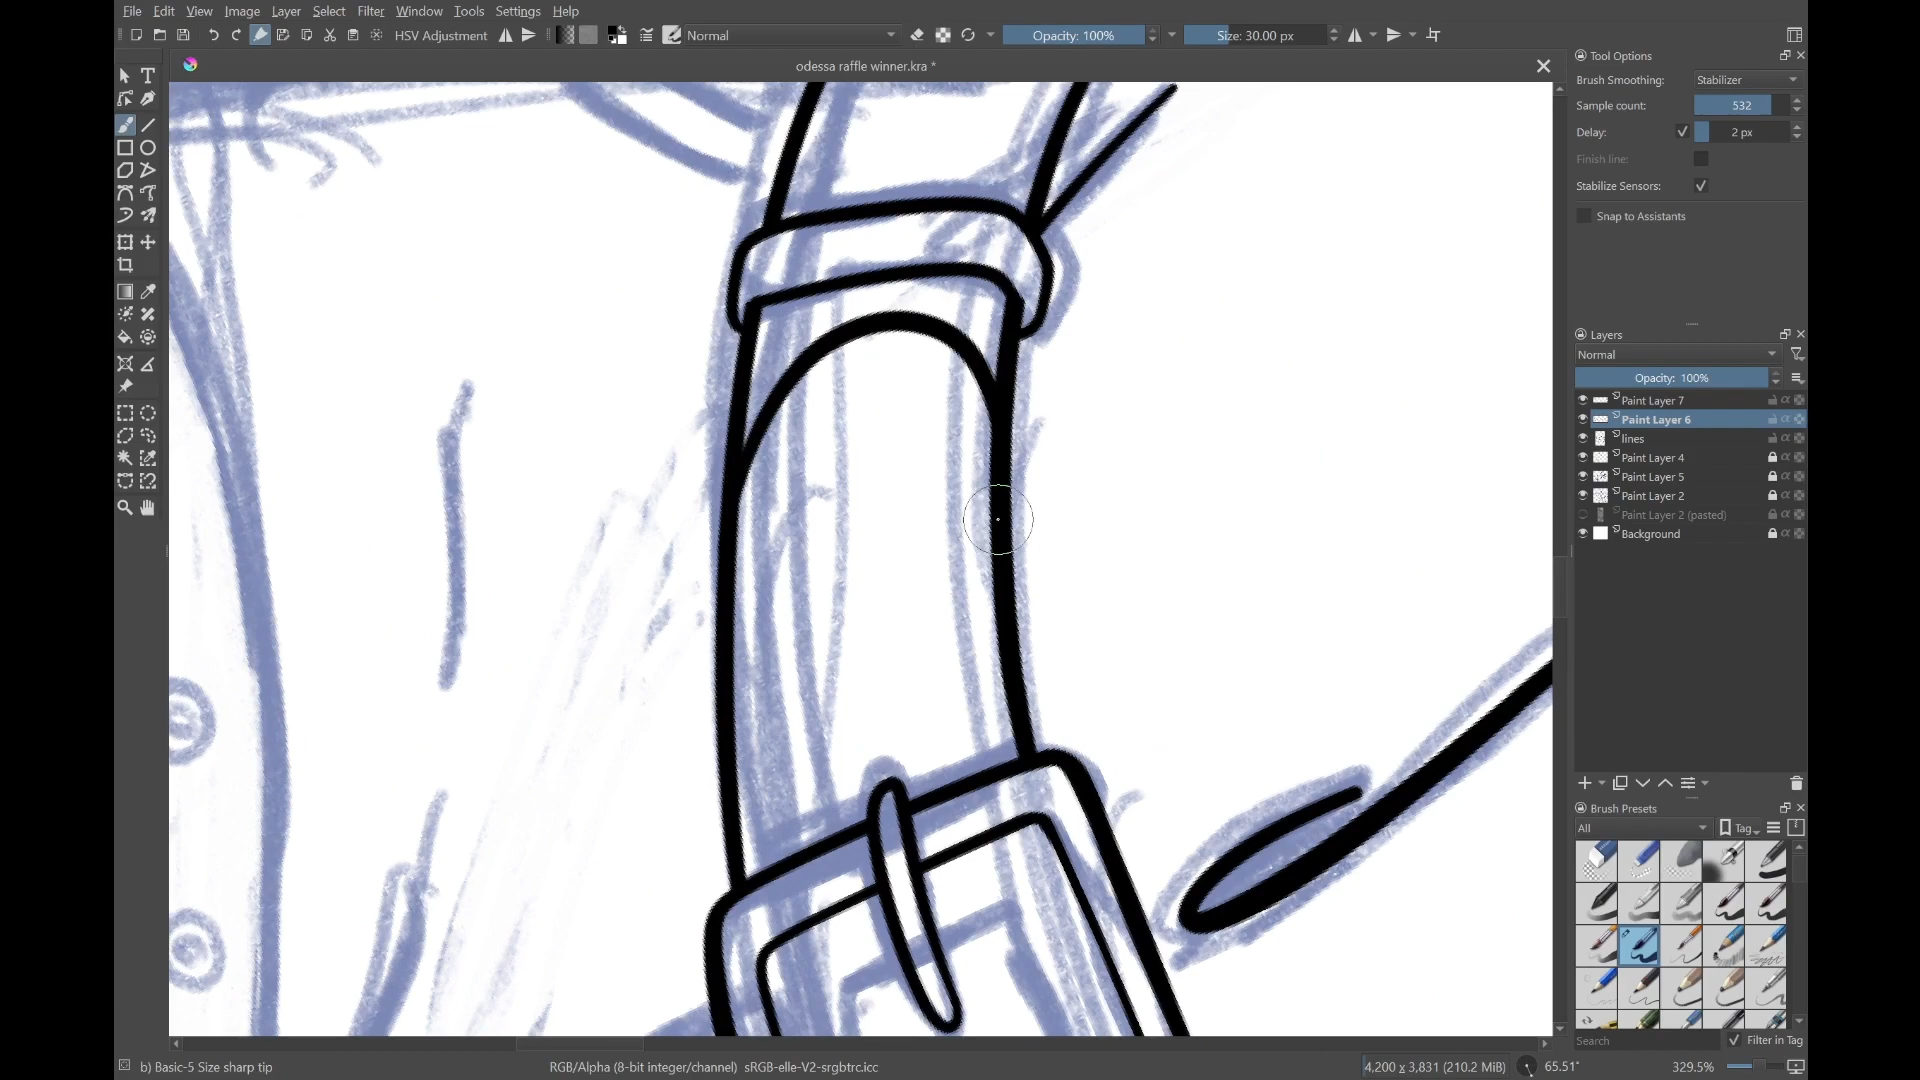 File Edit View Image Layer Select Filter Window Tools Settings Help
HSV Adjustment Normal Opacity: 100% Size: 30.00 px
odessa raffle winner.kra *
Tool Options
Brush Smoothing: Stabilizer
Sample count: 532
Delay: 2 px
Finish line:
Stabilize Sensors:
Snap to Assistants
Layers
Normal
Opacity: 100%
Paint Layer 7
Paint Layer 6
lines
Paint Layer 4
Paint Layer 5
Paint Layer 2
Paint Layer 2 (pasted)
Background
Brush Presets
All Tag
Search Filter in Tag
b) Basic-5 Size sharp tip RGB/Alpha (8-bit integer/channel) sRGB-elle-V2-srgbtrc.icc 4,200 x 3,831 (210.2 MiB) 65.51° 329.5%